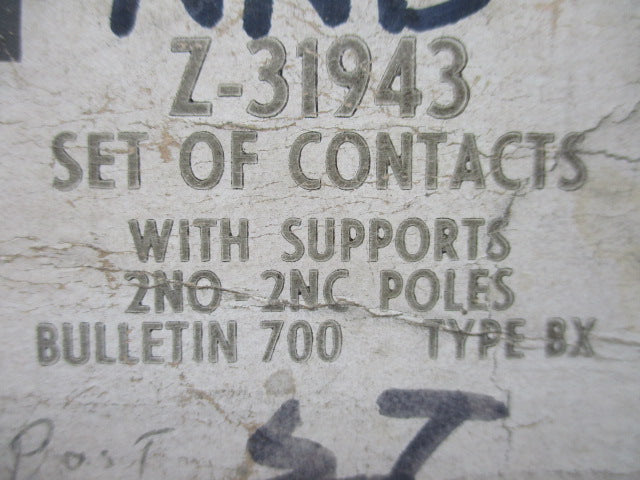 Z-31943
SET OF CONTACTS
WITH SUPPORTS
2NO-2NC POLES
BULLETIN 700 TYPE BX